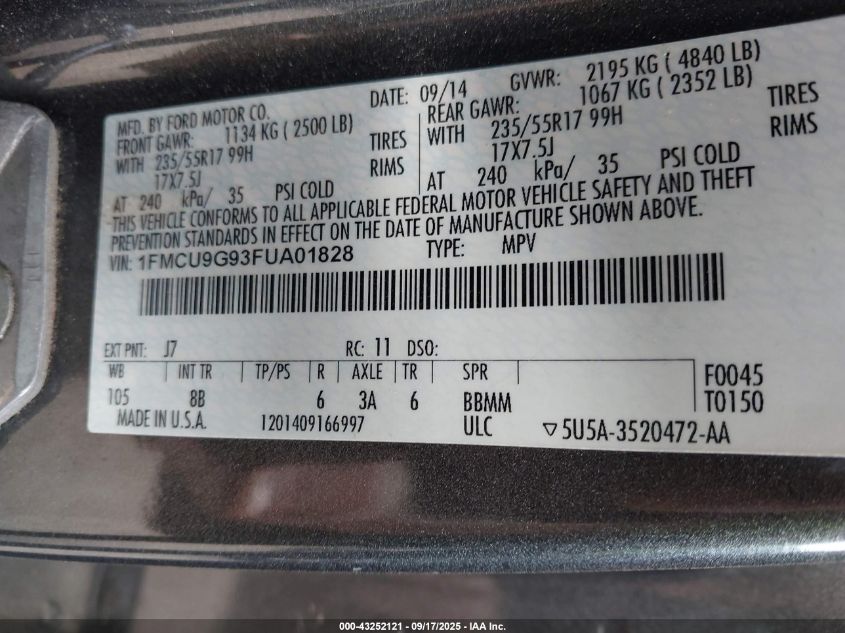 MFD. BY FORD MOTOR CO. DATE: 09/14 GVWR: 2195 KG ( 4840 LB)
FRONT GAWR: 1134 KG ( 2500 LB) REAR GAWR: 1067 KG ( 2352 LB)
WITH 235/55R17 99H TIRES WITH 235/55R17 99H TIRES
17X7.5J RIMS 17X7.5J RIMS
AT 240 kPa/ 35 PSI COLD AT 240 kPa/ 35 PSI COLD
THIS VEHICLE CONFORMS TO ALL APPLICABLE FEDERAL MOTOR VEHICLE SAFETY AND THEFT
PREVENTION STANDARDS IN EFFECT ON THE DATE OF MANUFACTURE SHOWN ABOVE.
VIN: 1FMCU9G93FUA01828 TYPE: MPV
EXT PNT: J7 RC: 11 DSO:
WB | INT TR | TP/PS | R | AXLE | TR | SPR F0045
105 8B 6 3A 6 BBMM T0150
MADE IN U.S.A. 1201409166997 ULC ▽5U5A-3520472-AA
000-43252121 - 09/17/2025 - IAA Inc.